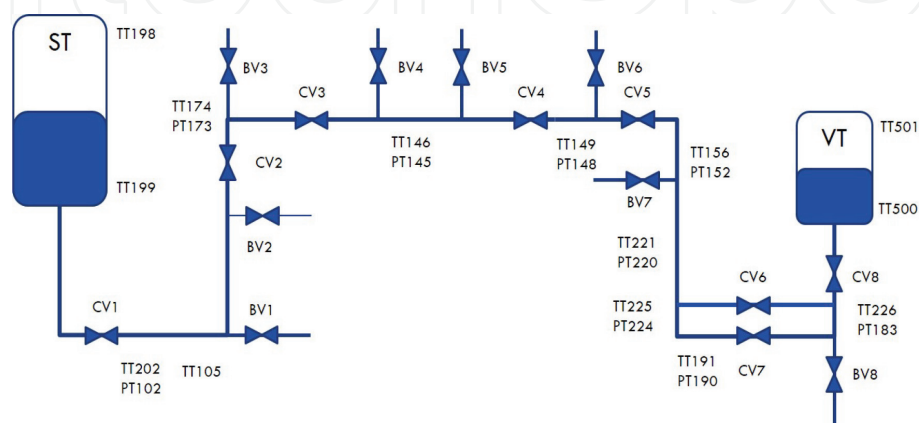 ST
TT198
TT199
CV1
TT202
PT102
TT105
BV1
BV2
CV2
TT174
PT173
BV3
CV3
BV4
TT146
PT145
BV5
CV4
TT149
PT148
BV6
CV5
BV7
TT156
PT152
TT221
PT220
TT225
PT224
CV6
TT191
PT190
CV7
VT
TT501
TT500
CV8
TT226
PT183
BV8